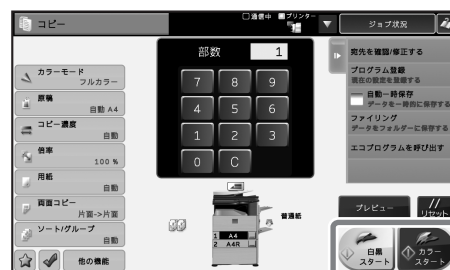 コピー
通信中
プリンター
ジョブ状況
部数 1
カラーモード
フルカラー
原稿
自動 A4
コピー濃度
自動
倍率
100 %
用紙
自動
両面コピー
片面->片面
ソート/グループ
自動
他の機能
7 8 9
4 5 6
1 2 3
0 C
1 A4
2 A4R
普通紙
宛先を確認/修正する
プログラム登録
現在の設定を登録する
自動一時保存
データを一時的に保存する
ファイリング
データをフォルダーに保存する
エコプログラムを呼び出す
プレビュー
リセット
白黒
スタート
カラー
スタート